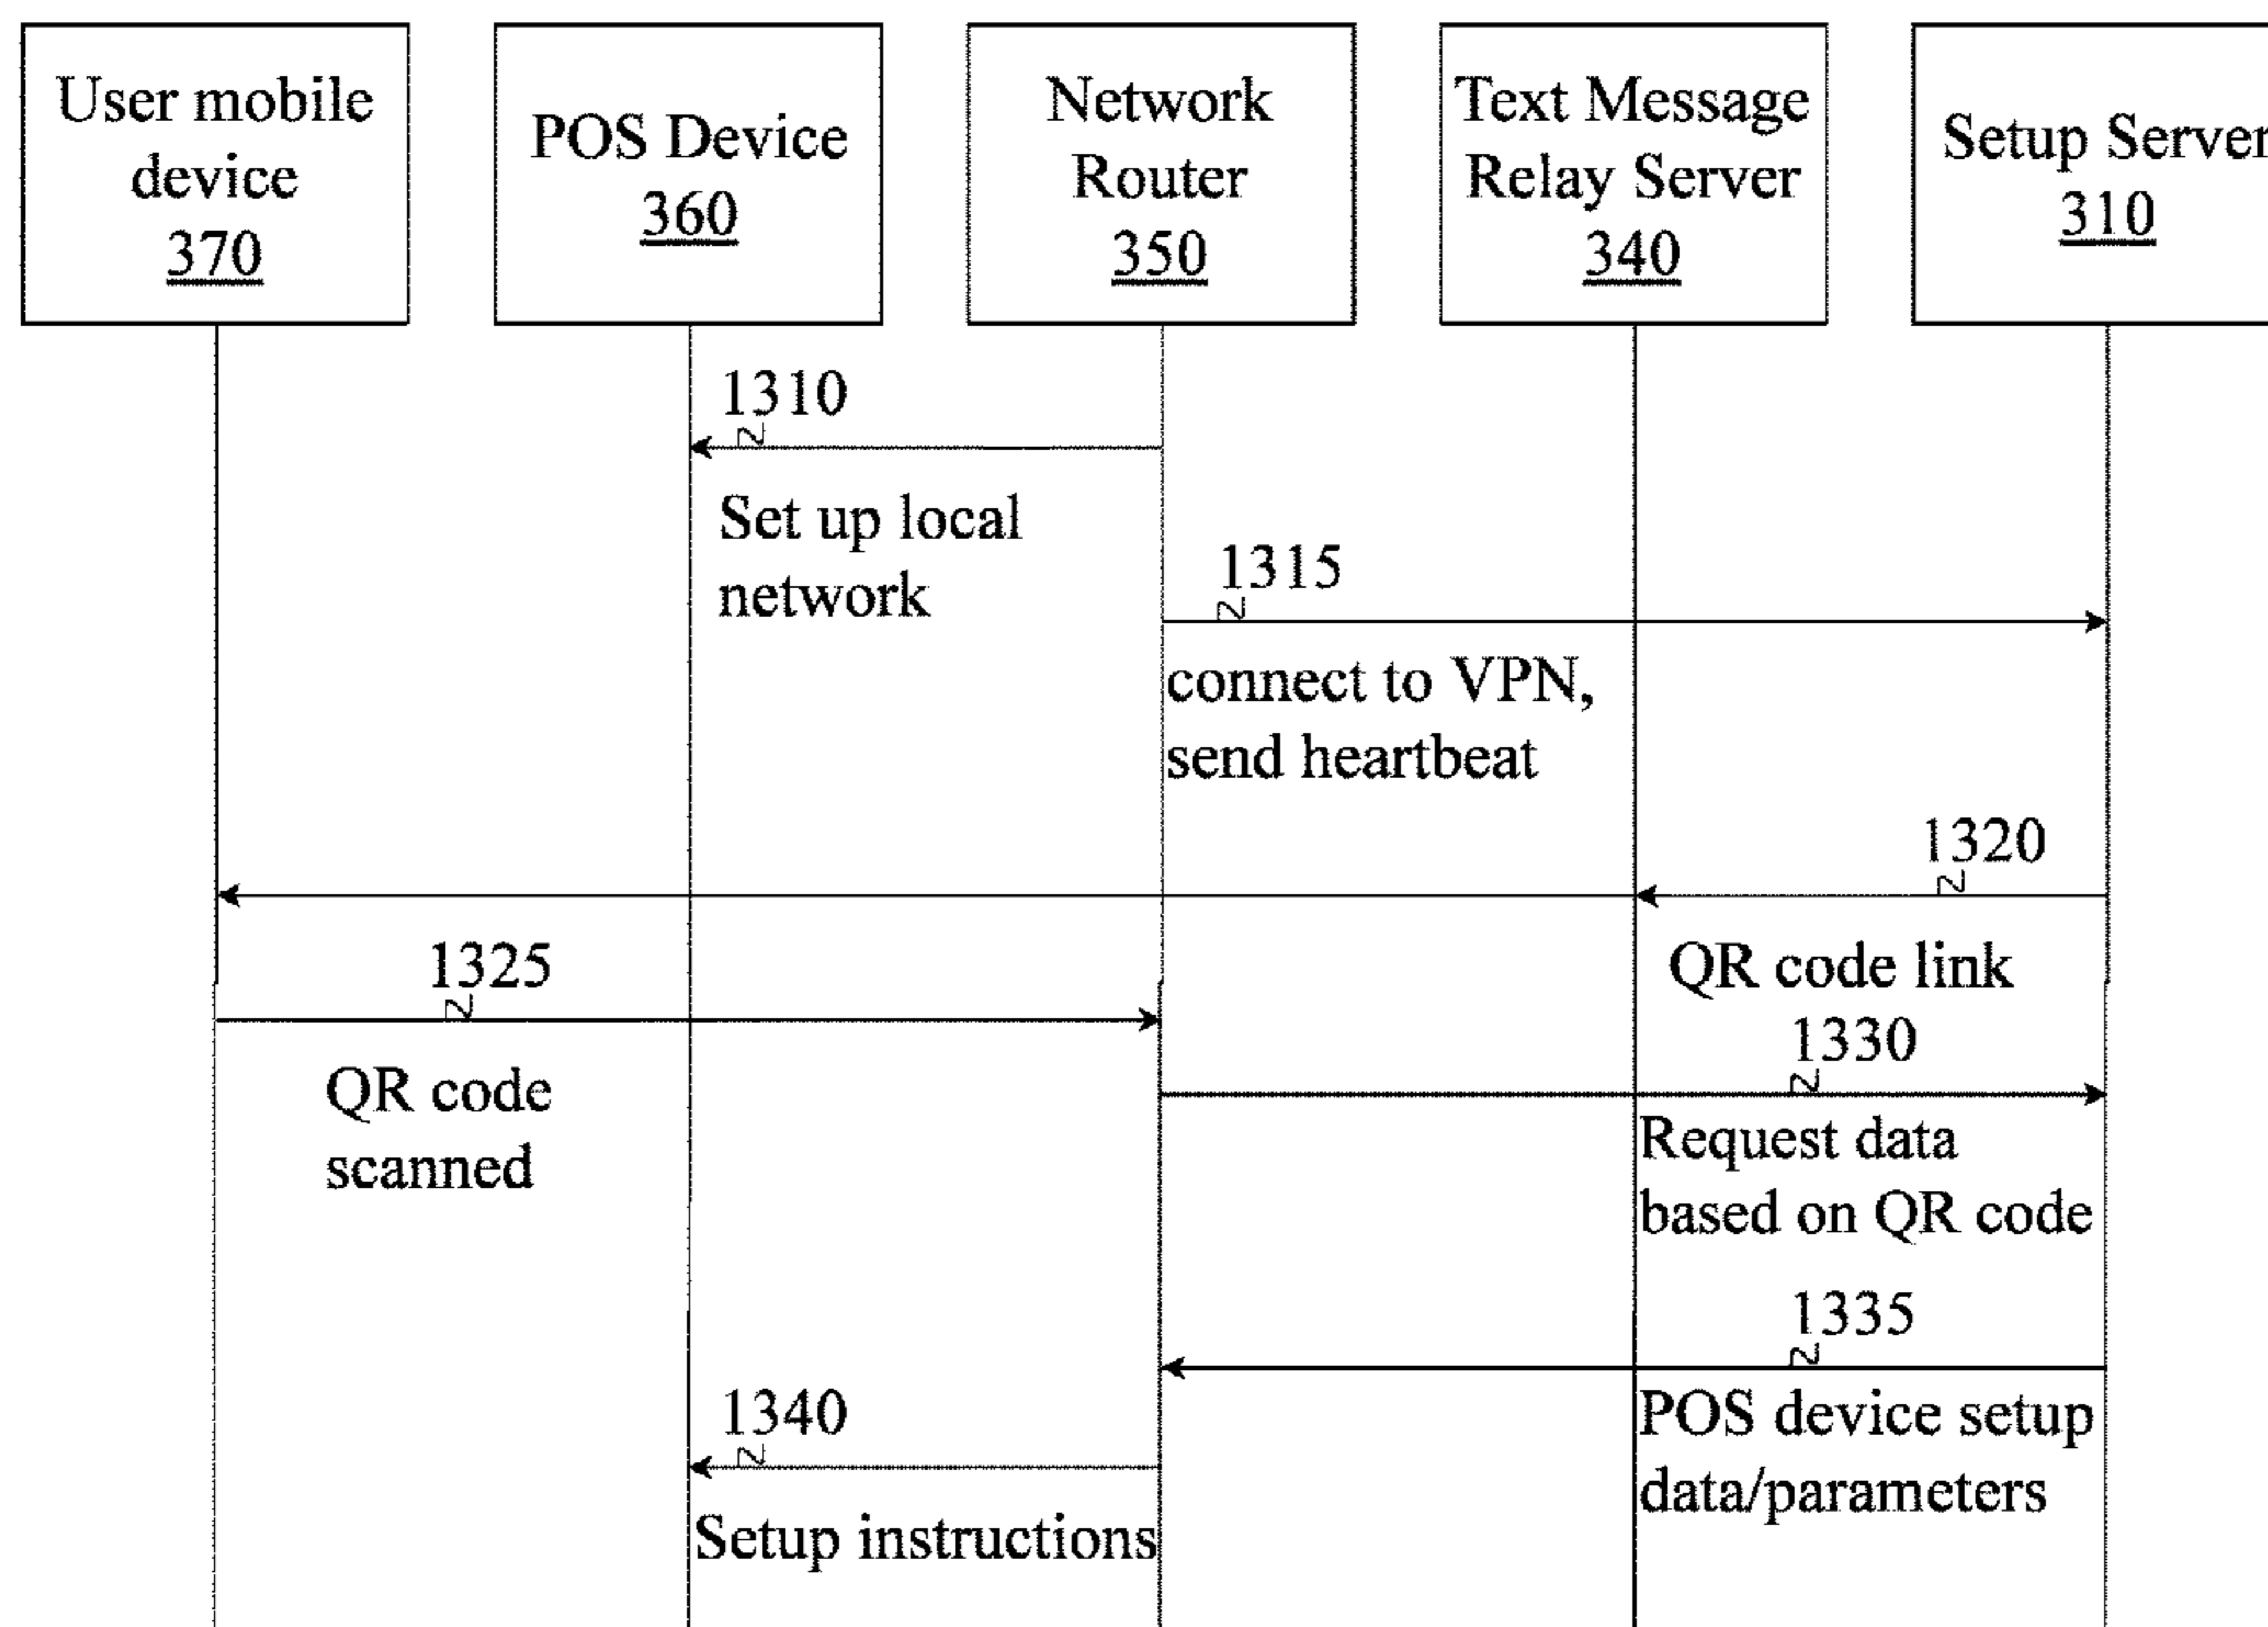 User mobile
device
370
POS Device
360
Network
Router
350
Text Message
Relay Server
340
Setup Server
310
1310
Set up local
network
1315
connect to VPN,
send heartbeat
1320
QR code link
1325
QR code
scanned
1330
Request data
based on QR code
1335
POS device setup
data/parameters
1340
Setup instructions